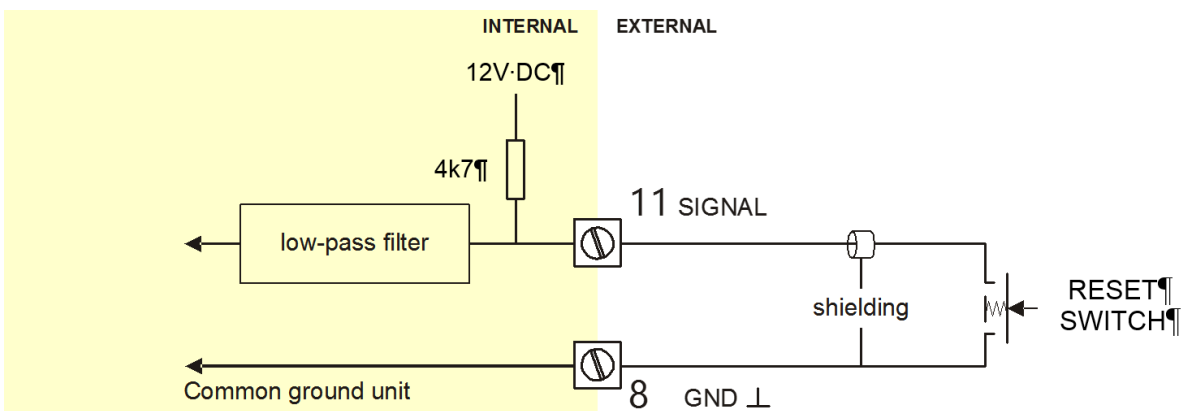 INTERNAL EXTERNAL
12V·DC¶
4k7¶
11 SIGNAL
low-pass filter
shielding
RESET¶
SWITCH¶
Common ground unit
8 GND ⊥